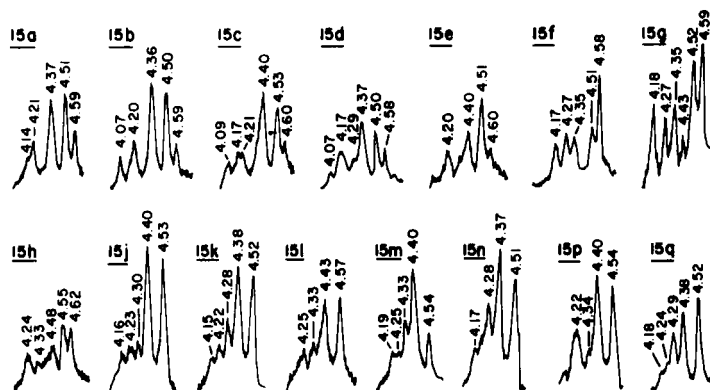 15a 15b 15c 15d 15e 15f 15g
4.14 4.21 4.37 4.51 4.59
4.07 4.20 4.36 4.50 4.59
4.09 4.17 4.21 4.40 4.53 4.60
4.07 4.17 4.29 4.37 4.50 4.58
4.20 4.40 4.51 4.60
4.17 4.27 4.35 4.51 4.58
4.18 4.27 4.35 4.43 4.52 4.59
15h 15j 15k 15l 15m 15n 15p 15q
4.24 4.33 4.48 4.55 4.62
4.16 4.23 4.30 4.40 4.53
4.15 4.22 4.28 4.38 4.52
4.25 4.33 4.43 4.57
4.19 4.25 4.33 4.40 4.54
4.17 4.28 4.37 4.51
4.22 4.34 4.40 4.54
4.18 4.24 4.29 4.38 4.52